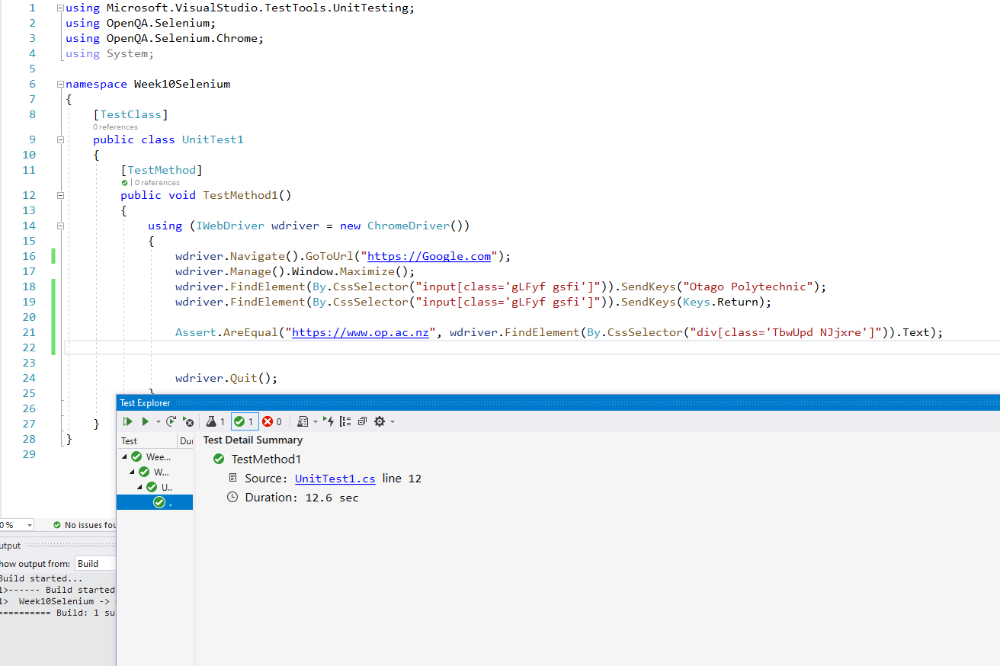 1 using Microsoft.VisualStudio.TestTools.UnitTesting;
2 using OpenQA.Selenium;
3 using OpenQA.Selenium.Chrome;
4 using System;
5
6 namespace Week10Selenium
7 {
8 [TestClass]
0 references
9 public class UnitTest1
10 {
11 [TestMethod]
| 0 references
12 public void TestMethod1()
13 {
14 using (IWebDriver wdriver = new ChromeDriver())
15 {
16 wdriver.Navigate().GoToUrl("https://Google.com");
17 wdriver.Manage().Window.Maximize();
18 wdriver.FindElement(By.CssSelector("input[class='gLFyf gsfi']")).SendKeys("Otago Polytechnic");
19 wdriver.FindElement(By.CssSelector("input[class='gLFyf gsfi']")).SendKeys(Keys.Return);
20
21 Assert.AreEqual("https://www.op.ac.nz", wdriver.FindElement(By.CssSelector("div[class='TbwUpd NJjxre']")).Text);
22
23
24 wdriver.Quit();
25 }
26
27 }
28 }
29
Test Explorer
1 1 0
Test Dur
Test Detail Summary
Wee...
TestMethod1
W...
Source: UnitTest1.cs line 12
U..
Duration: 12.6 sec
.
0 % No issues fou
utput
how output from: Build
Build started...
1>------ Build started
1> Week10Selenium ->
========== Build: 1 su